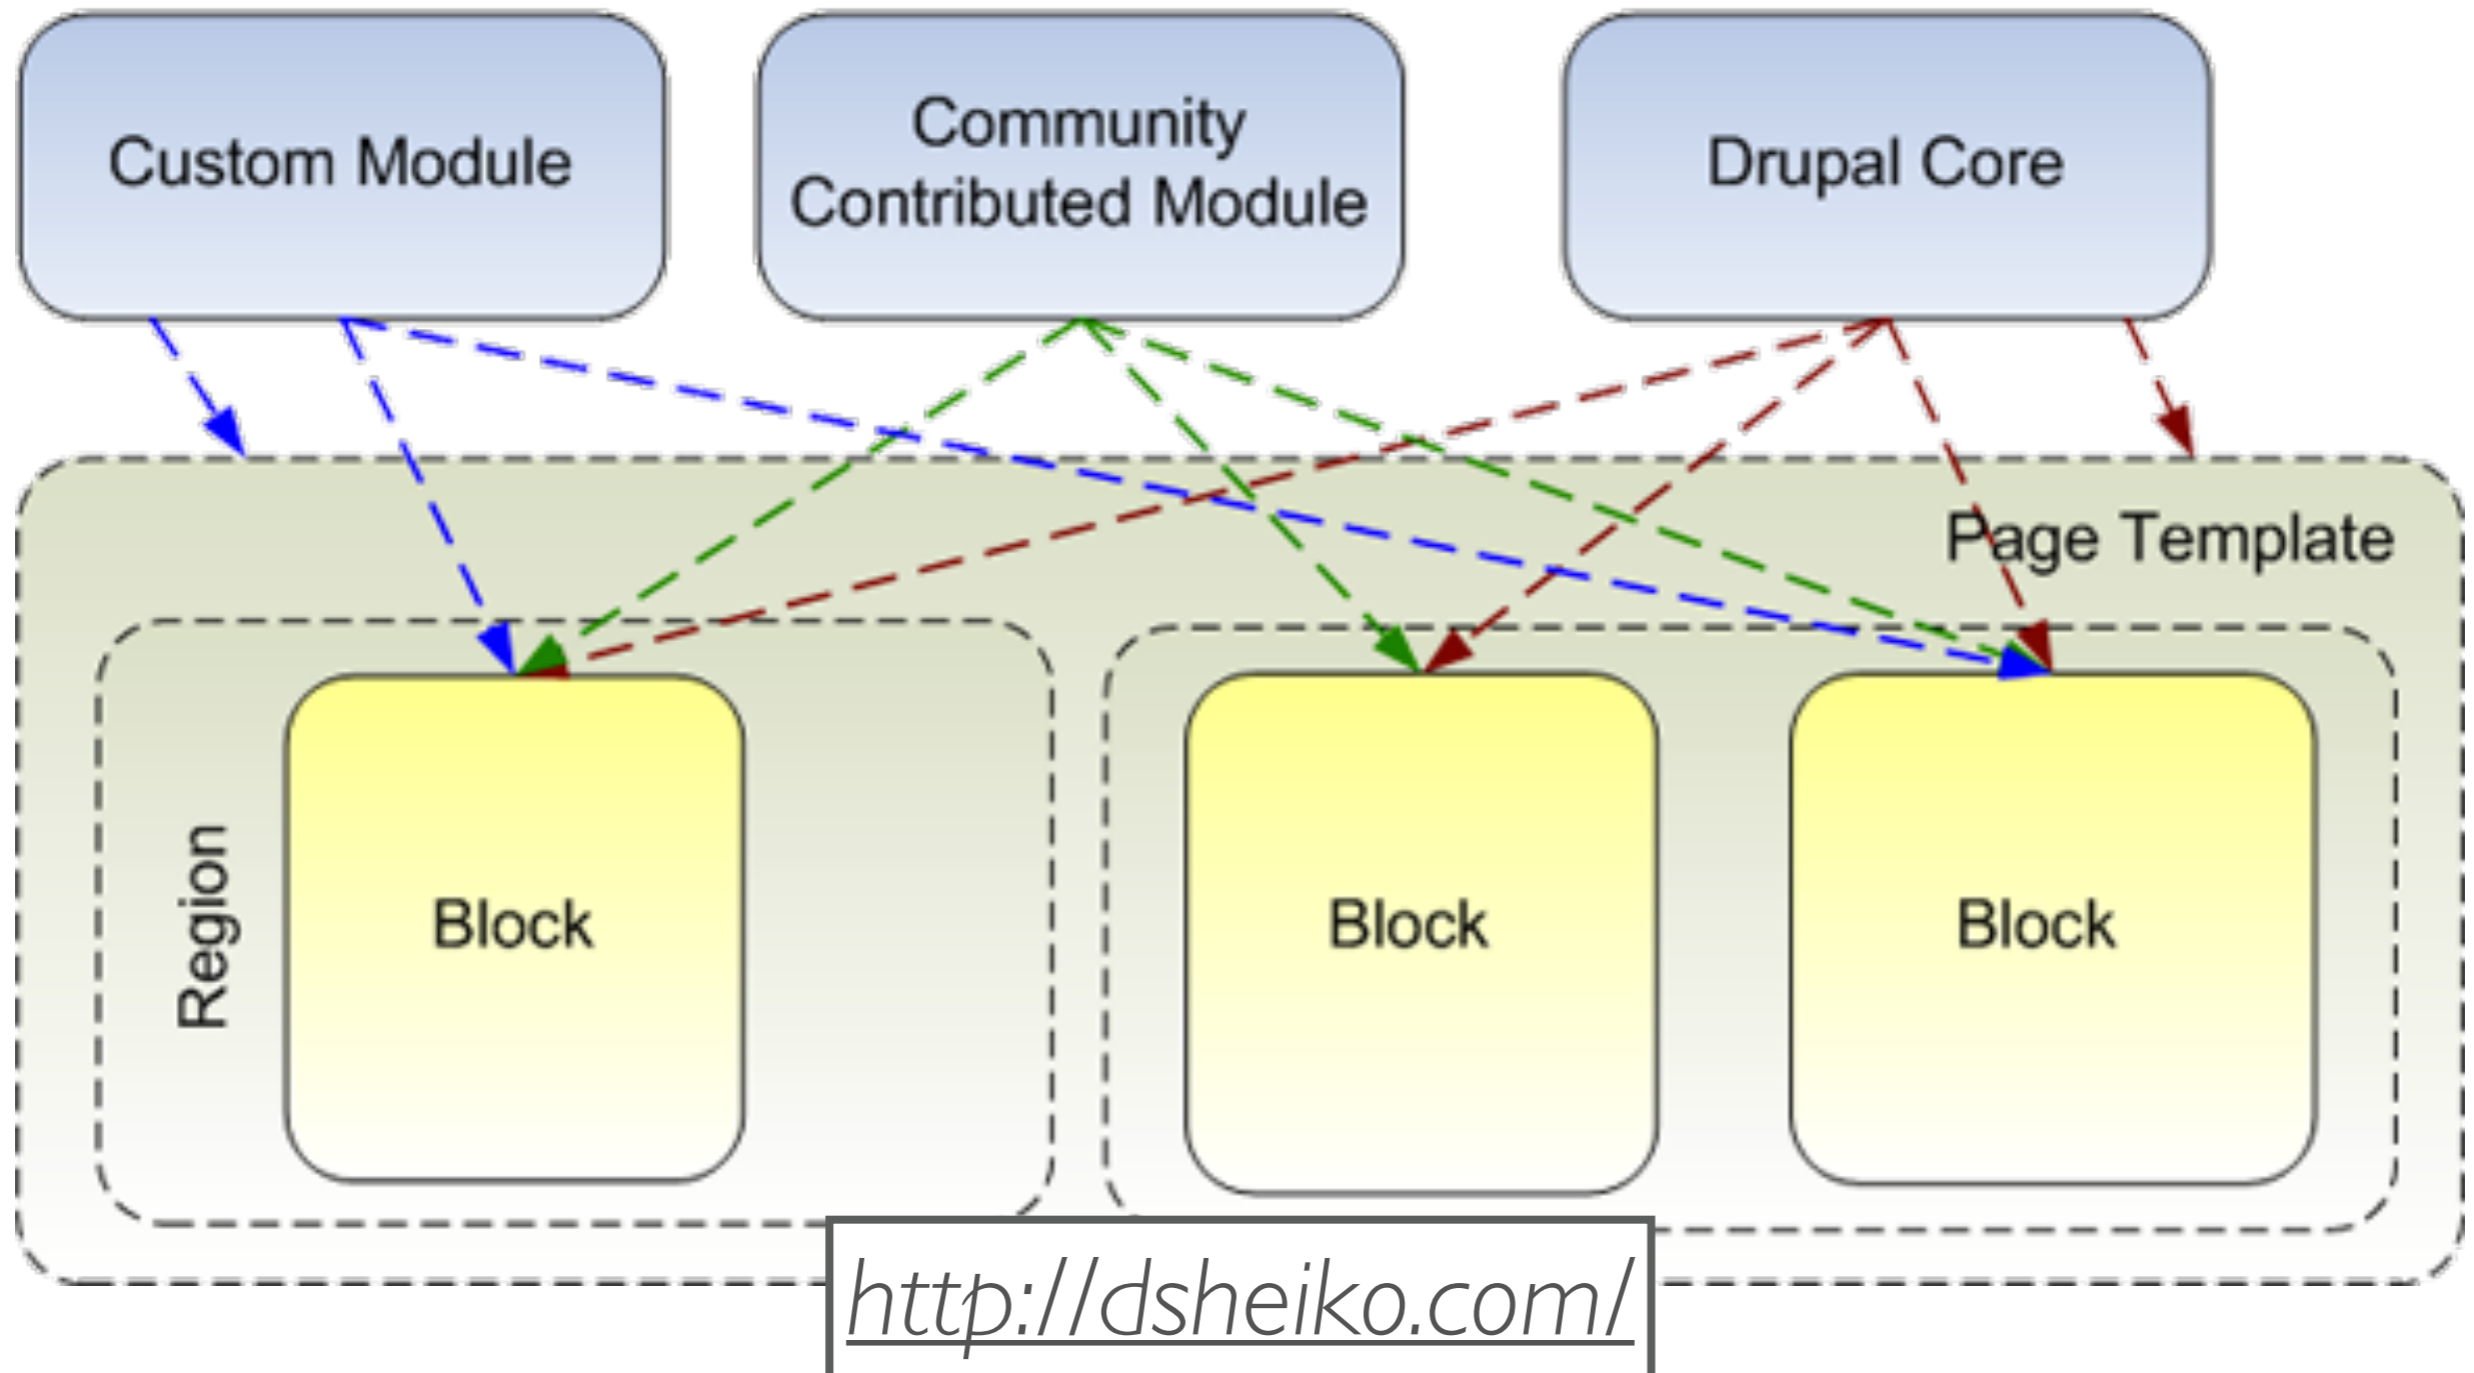 Custom Module
Community
Contributed Module
Drupal Core
Page Template
Region
Block
Block
Block
http://dsheiko.com/